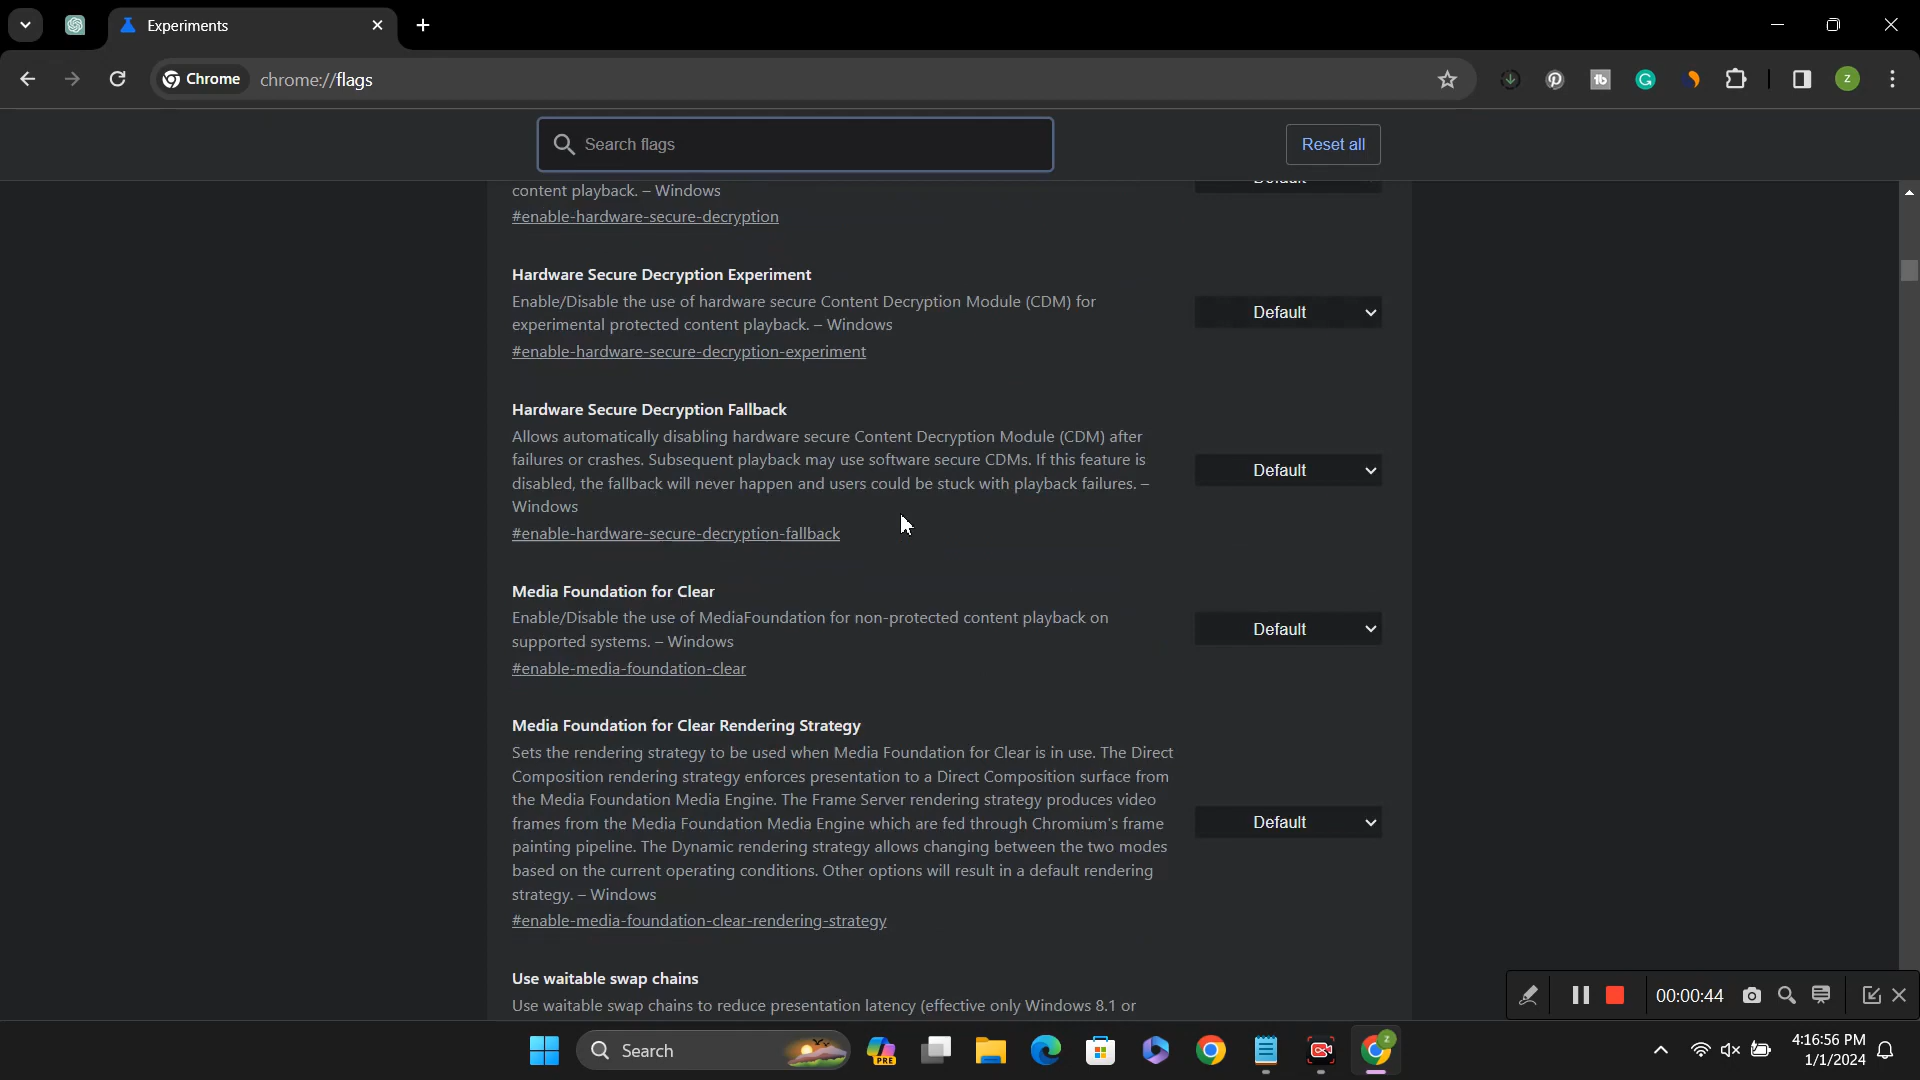 Experiments
Chrome
chrome://flags
Z
Search flags
Reset all
content playback. – Windows
#enable-hardware-secure-decryption
Hardware Secure Decryption Experiment
Enable/Disable the use of hardware secure Content Decryption Module (CDM) for
experimental protected content playback. – Windows
#enable-hardware-secure-decryption-experiment
Default
Hardware Secure Decryption Fallback
Allows automatically disabling hardware secure Content Decryption Module (CDM) after
failures or crashes. Subsequent playback may use software secure CDMs. If this feature is
disabled, the fallback will never happen and users could be stuck with playback failures. –
Windows
#enable-hardware-secure-decryption-fallback
Default
Media Foundation for Clear
Enable/Disable the use of MediaFoundation for non-protected content playback on
supported systems. – Windows
#enable-media-foundation-clear
Default
Media Foundation for Clear Rendering Strategy
Sets the rendering strategy to be used when Media Foundation for Clear is in use. The Direct
Composition rendering strategy enforces presentation to a Direct Composition surface from
the Media Foundation Media Engine. The Frame Server rendering strategy produces video
frames from the Media Foundation Media Engine which are fed through Chromium's frame
painting pipeline. The Dynamic rendering strategy allows changing between the two modes
based on the current operating conditions. Other options will result in a default rendering
strategy. – Windows
#enable-media-foundation-clear-rendering-strategy
Default
Use waitable swap chains
Use waitable swap chains to reduce presentation latency (effective only Windows 8.1 or
00:00:44
Search
PRE
4:16:56 PM
1/1/2024